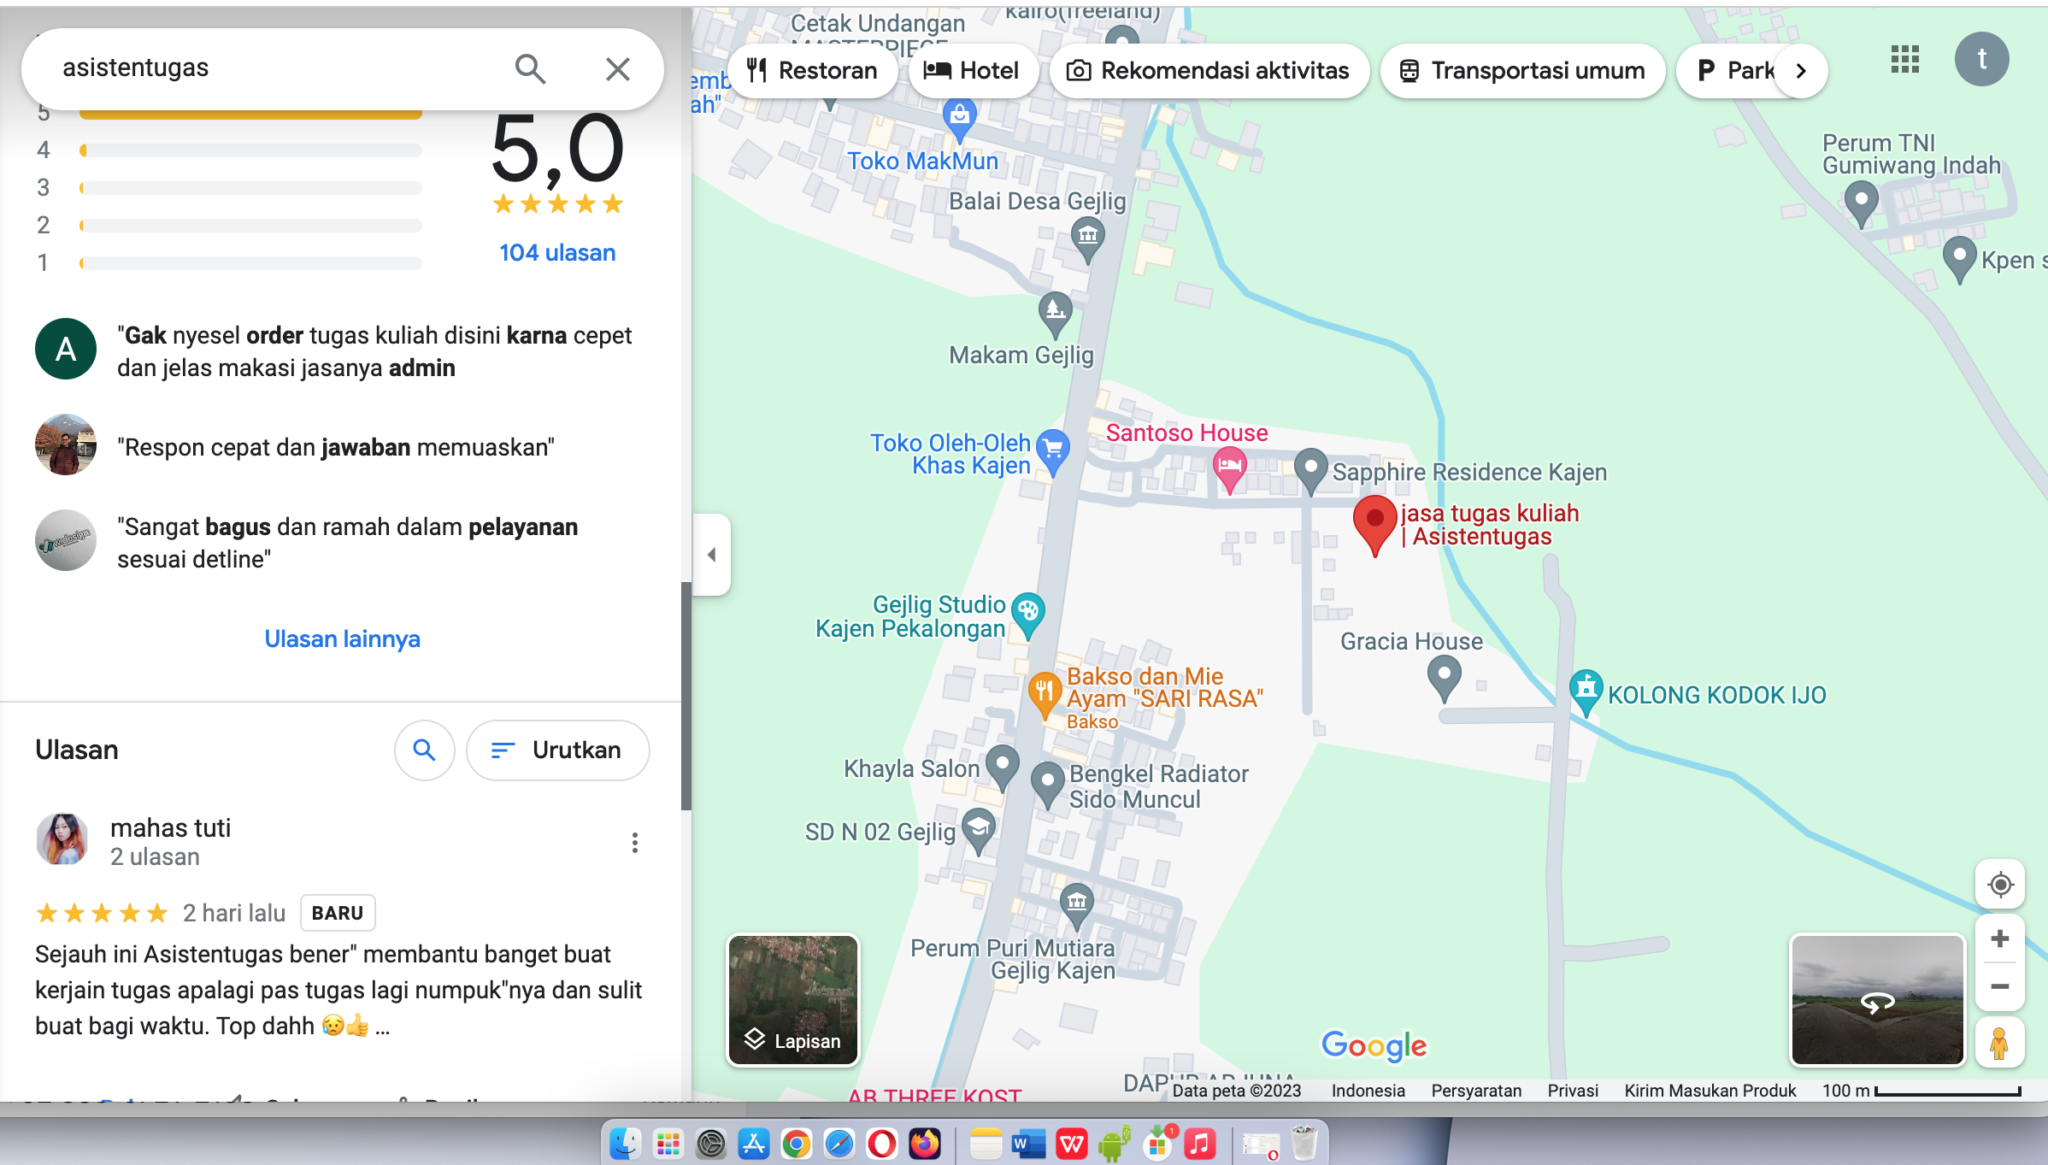 asistentugas
5
4
3
2
1
5,0
104 ulasan
A
"Gak nyesel order tugas kuliah disini karna cepet
dan jelas makasi jasanya admin
"Respon cepat dan jawaban memuaskan"
"Sangat bagus dan ramah dalam pelayanan
sesuai detline"
Ulasan lainnya
Ulasan
Urutkan
mahas tuti
2 ulasan
2 hari lalu
BARU
Sejauh ini Asistentugas bener" membantu banget buat
kerjain tugas apalagi pas tugas lagi numpuk"nya dan sulit
buat bagi waktu. Top dahh 😥👍 ...
kairo(freeland)
Cetak Undangan
MASTERPIECE
Restoran
Hotel
Rekomendasi aktivitas
Transportasi umum
P Park
t
Toko MakMun
Perum TNI
Gumiwang Indah
Balai Desa Gejlig
Kpen s
Makam Gejlig
Toko Oleh-Oleh
Khas Kajen
Santoso House
Sapphire Residence Kajen
jasa tugas kuliah
| Asistentugas
Gejlig Studio
Kajen Pekalongan
Gracia House
Bakso dan Mie
Ayam "SARI RASA"
Bakso
KOLONG KODOK IJO
Khayla Salon
Bengkel Radiator
Sido Muncul
SD N 02 Gejlig
Perum Puri Mutiara
Gejlig Kajen
Lapisan
Google
AB THREE KOST
Data peta ©2023
Indonesia
Persyaratan
Privasi
Kirim Masukan Produk
100 m
W
1